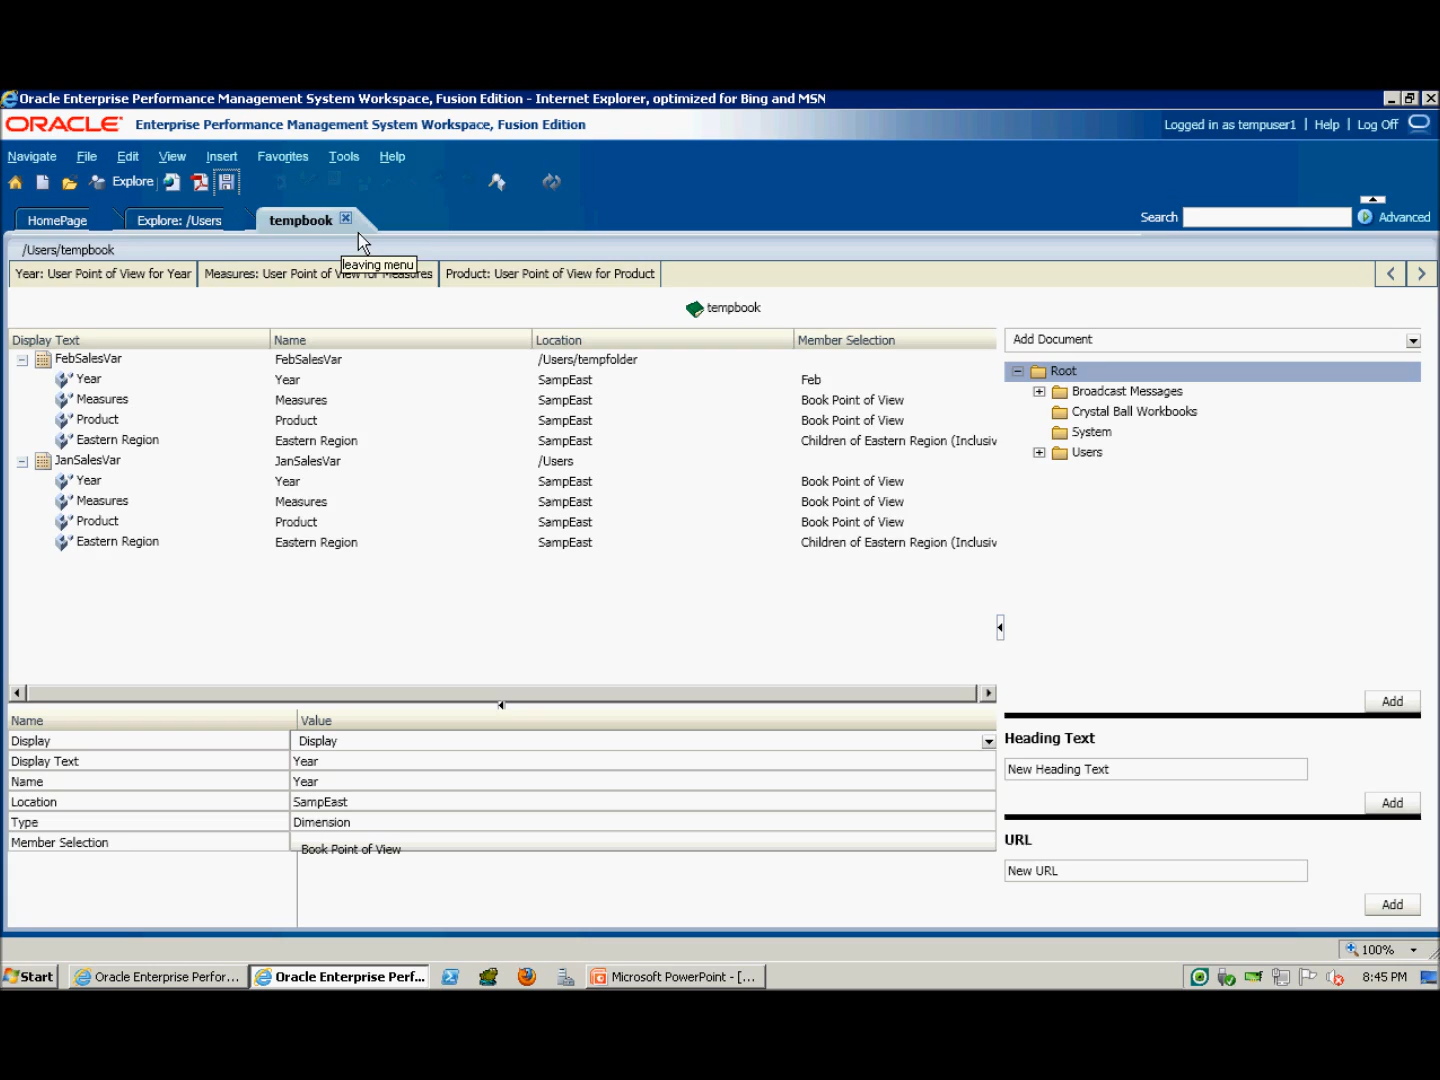 Oracle Enterprise Performance Management System Workspace, Fusion Edition - Internet Explorer, optimized for Bing and MSN
ORACLE Enterprise Performance Management System Workspace, Fusion Edition Logged in as tempuser1 | Help | Log Off
Navigate File Edit View Insert Favorites Tools Help
Explore
HomePage Explore: /Users tempbook Search Advanced
/Users/tempbook
leaving menu
Year: User Point of View for Year Measures: User Point of View for Measures Product: User Point of View for Product
tempbook
Display Text Name Location Member Selection Add Document
FebSalesVar FebSalesVar /Users/tempfolder
Root
Year Year SampEast Feb
Broadcast Messages
Measures Measures SampEast Book Point of View
Crystal Ball Workbooks
Product Product SampEast Book Point of View
System
Eastern Region Eastern Region SampEast Children of Eastern Region (Inclusiv
Users
JanSalesVar JanSalesVar /Users
Year Year SampEast Book Point of View
Measures Measures SampEast Book Point of View
Product Product SampEast Book Point of View
Eastern Region Eastern Region SampEast Children of Eastern Region (Inclusiv
Add
Name Value
Display Display
Heading Text
Display Text Year
New Heading Text
Name Year
Location SampEast
Add
Type Dimension
Member Selection Book Point of View
URL
New URL
Add
100%
Start Oracle Enterprise Perfor... Oracle Enterprise Perf... Microsoft PowerPoint - [... 8:45 PM